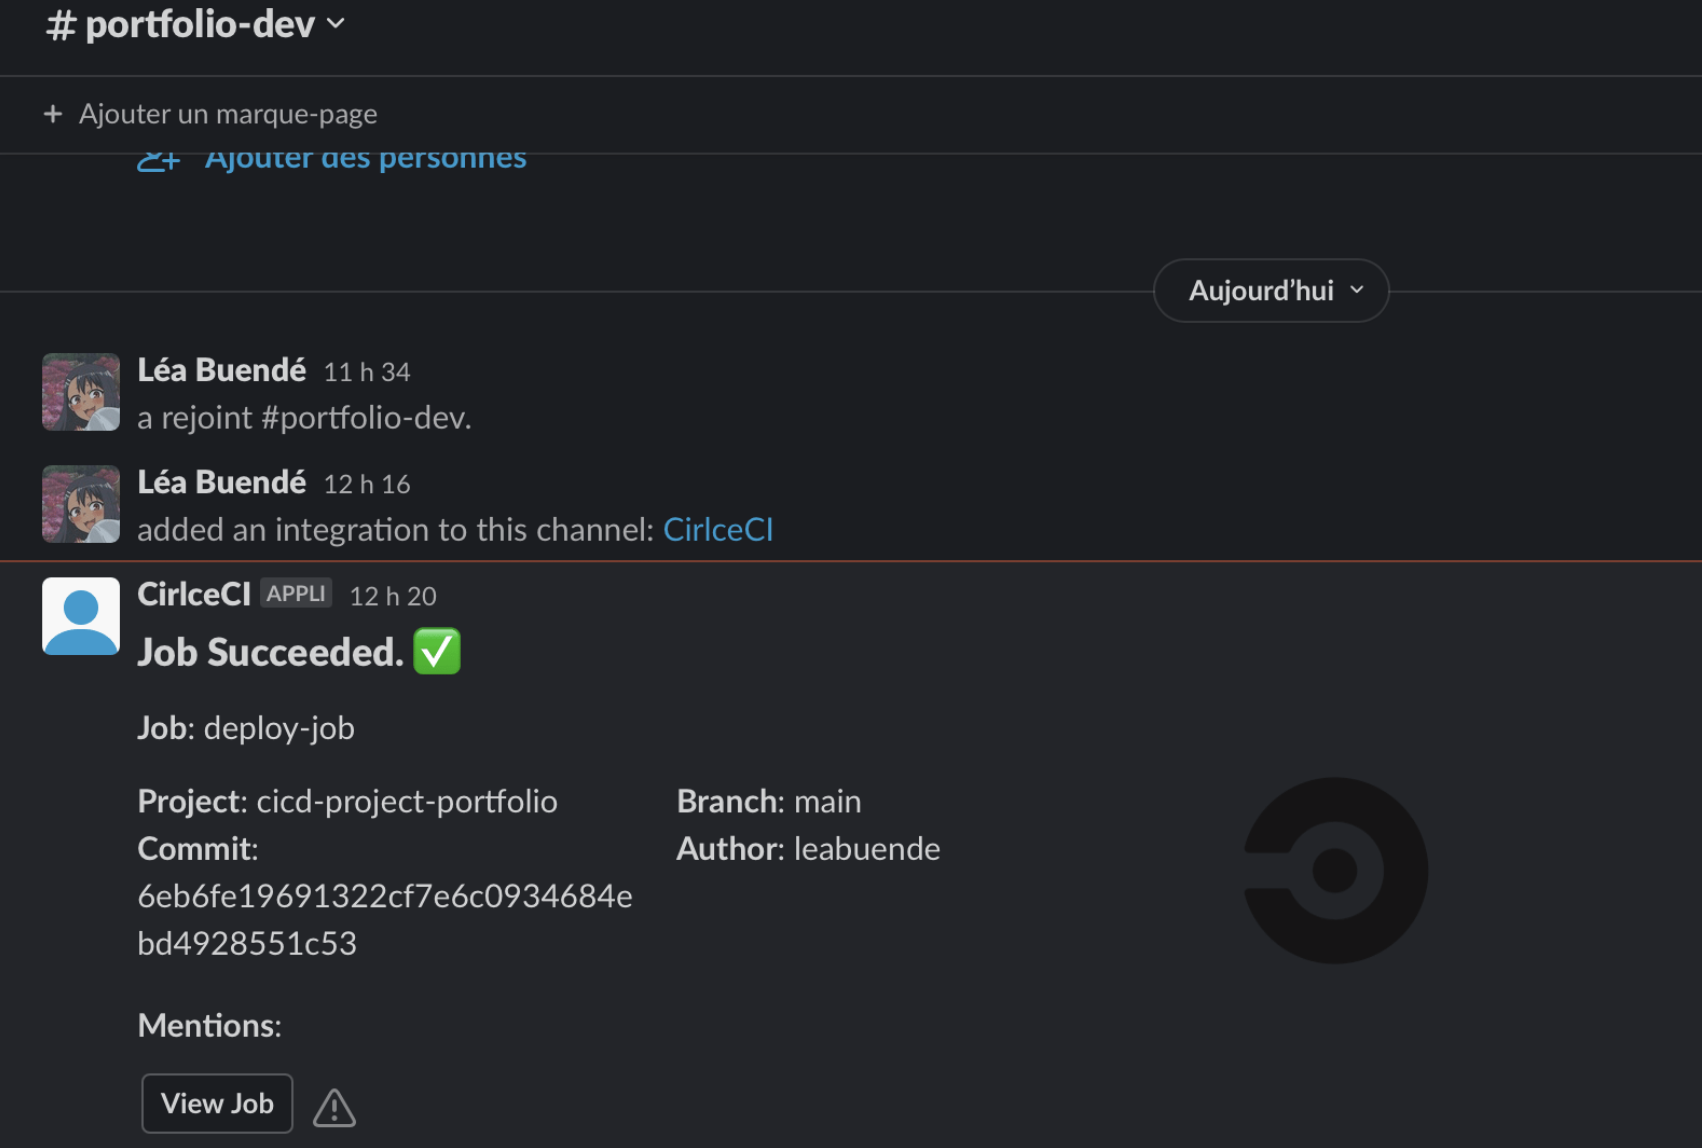 # portfolio-dev
+ Ajouter un marque-page
Ajouter des personnes
Aujourd’hui
Léa Buendé 11 h 34
a rejoint #portfolio-dev.
Léa Buendé 12 h 16
added an integration to this channel: CirlceCI
CirlceCI APPLI 12 h 20
Job Succeeded. ✅
Job: deploy-job
Project: cicd-project-portfolio
Commit:
6eb6fe19691322cf7e6c0934684e
bd4928551c53
Branch: main
Author: leabuende
Mentions:
View Job